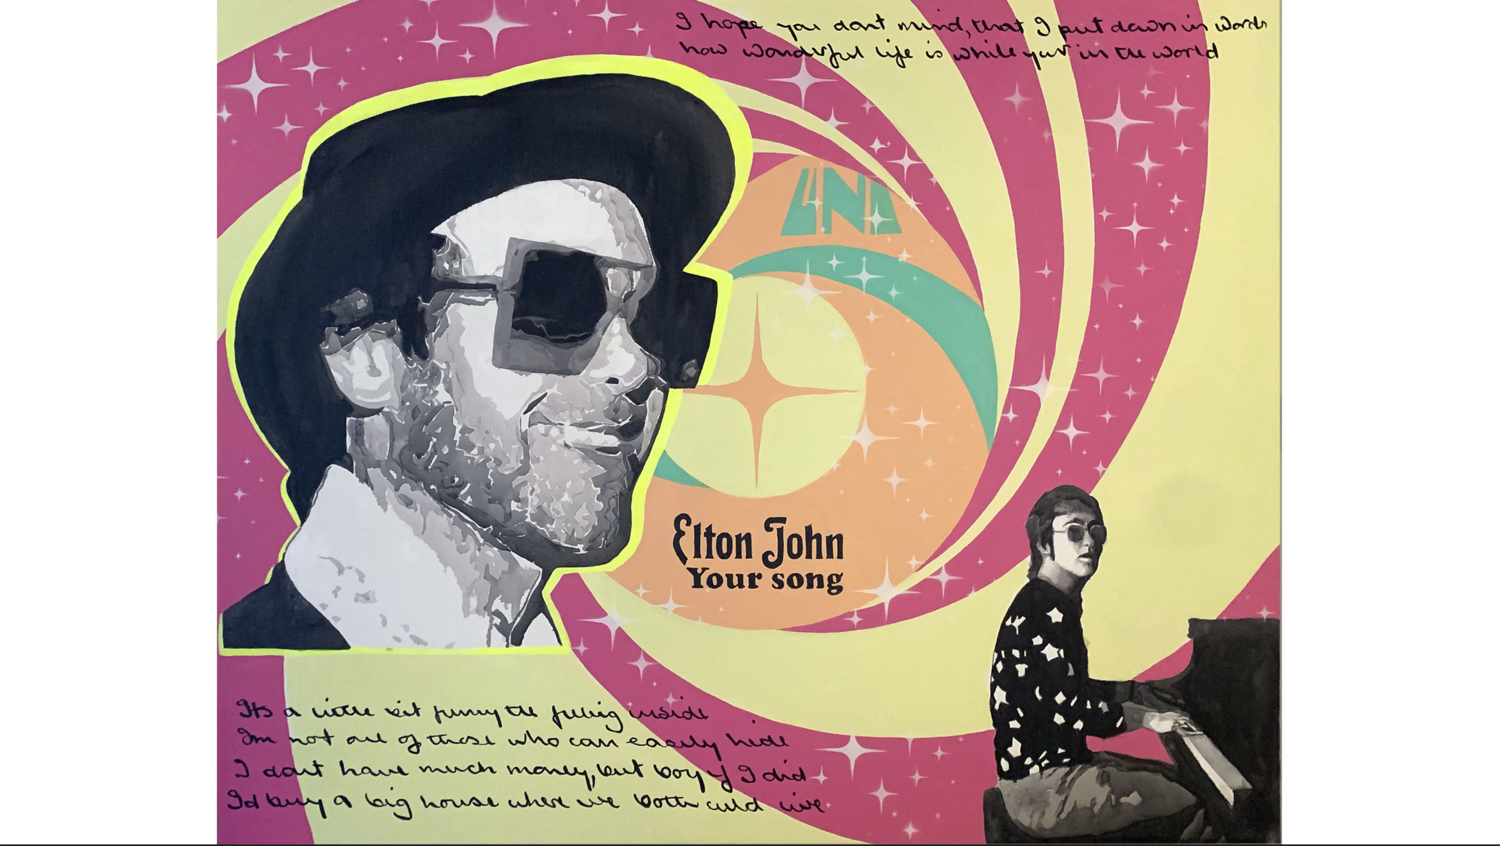 I hope you dont mind, that I put down in words
how wonderful life is while your in the world
UNI
Elton John
Your song
Its a little bit funny the feeling inside
Im not one of those who can easily hide
I dont have much money, but boy if I did
Id buy a big house where we both culd live